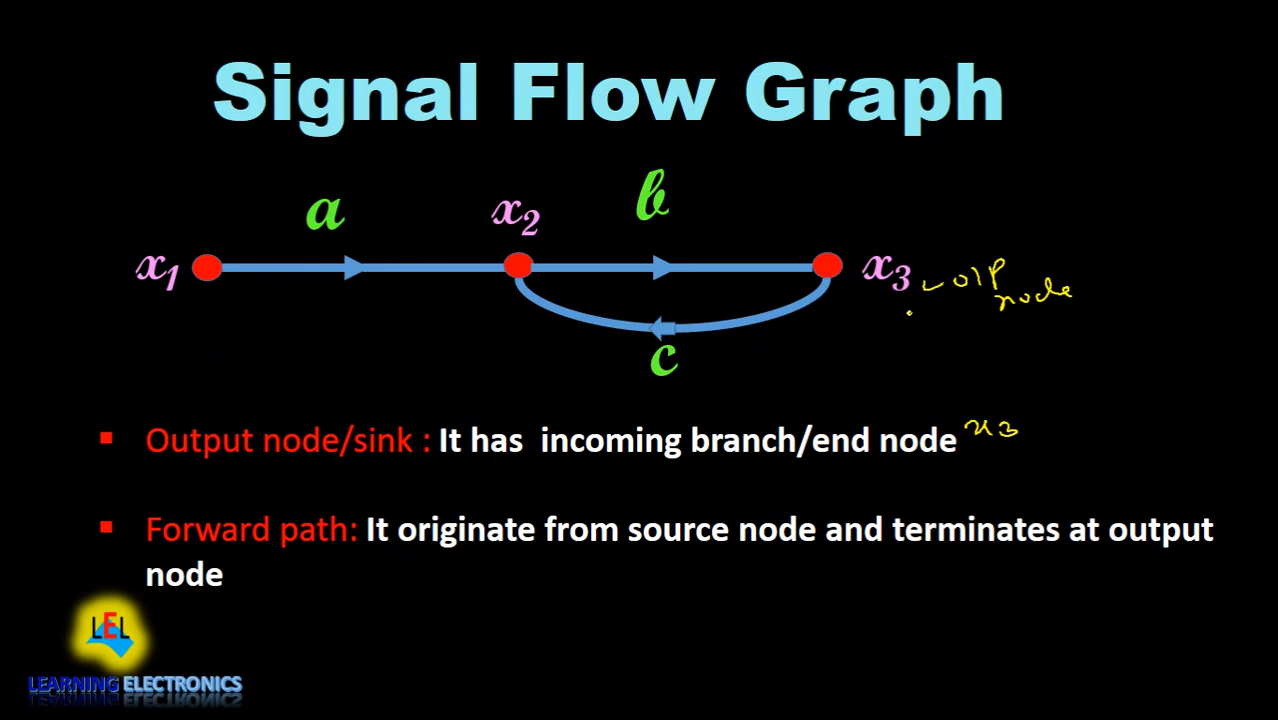 Signal Flow Graph
a
b
x2
x1
x3
o/p
node
c
▪ Output node/sink : It has incoming branch/end node x3
▪ Forward path: It originate from source node and terminates at output
node
LEL
LEARNING ELECTRONICS